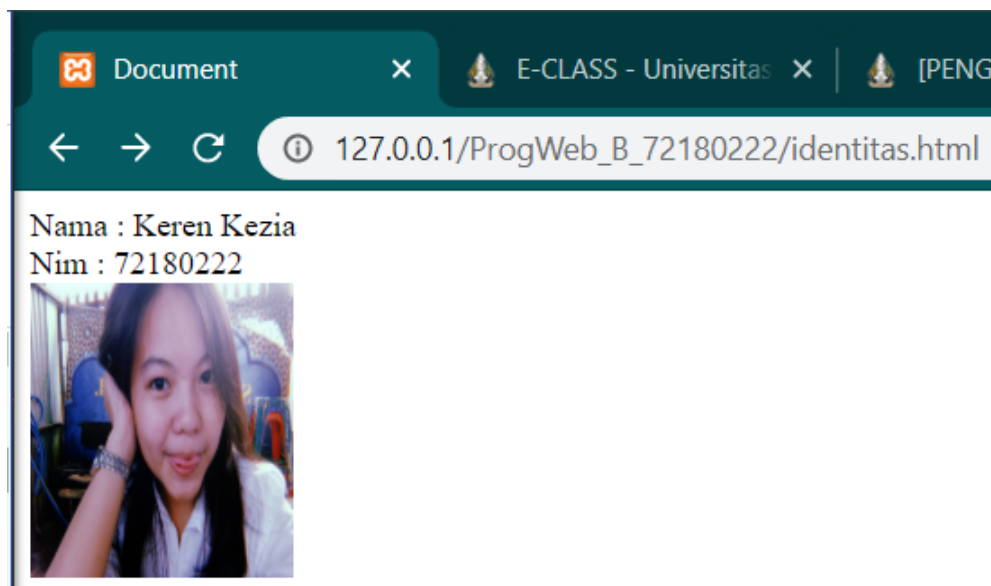 Document
E-CLASS - Universitas
[PENG
127.0.0.1/ProgWeb_B_72180222/identitas.html
Nama : Keren Kezia
Nim : 72180222